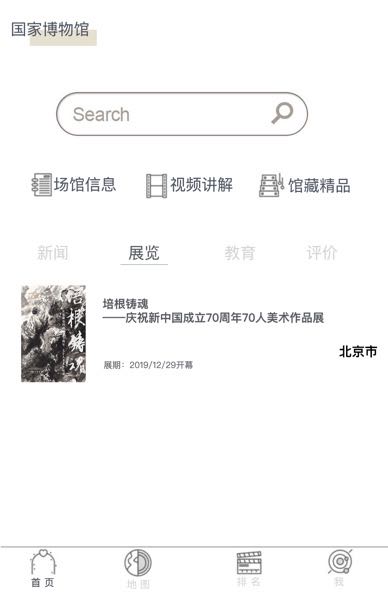 国家博物馆
Search
场馆信息 视频讲解 馆藏精品
新闻 展览 教育 评价
培根铸魂
培根铸魂
——庆祝新中国成立70周年70人美术作品展
北京市
展期：2019/12/29开幕
首 页 地 图 排 名 我